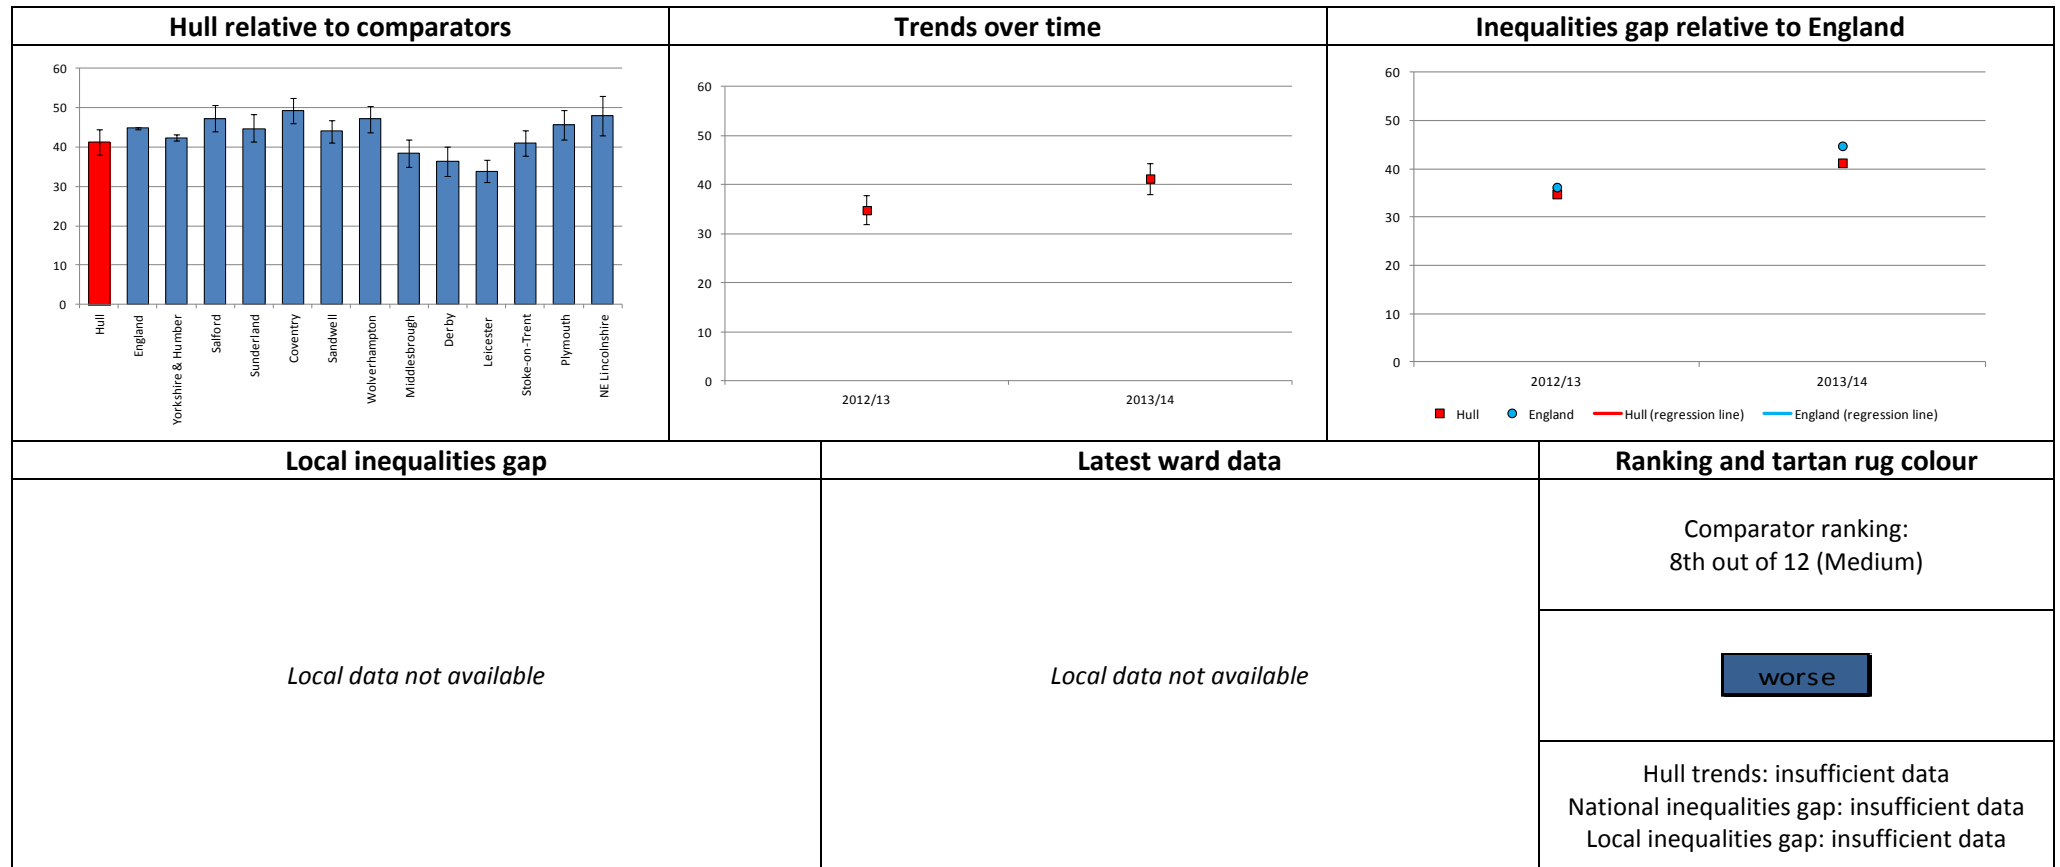 Hull relative to comparators
Trends over time
Inequalities gap relative to England
60
50
40
30
20
10
0
Hull
England
Yorkshire & Humber
Salford
Sunderland
Coventry
Sandwell
Wolverhampton
Middlesbrough
Derby
Leicester
Stoke-on-Trent
Plymouth
NE Lincolnshire
60
50
40
30
20
10
0
2012/13
2013/14
60
50
40
30
20
10
0
2012/13
2013/14
Hull
England
Hull (regression line)
England (regression line)
Local inequalities gap
Latest ward data
Ranking and tartan rug colour
Local data not available
Local data not available
Comparator ranking:
8th out of 12 (Medium)
worse
Hull trends: insufficient data
National inequalities gap: insufficient data
Local inequalities gap: insufficient data